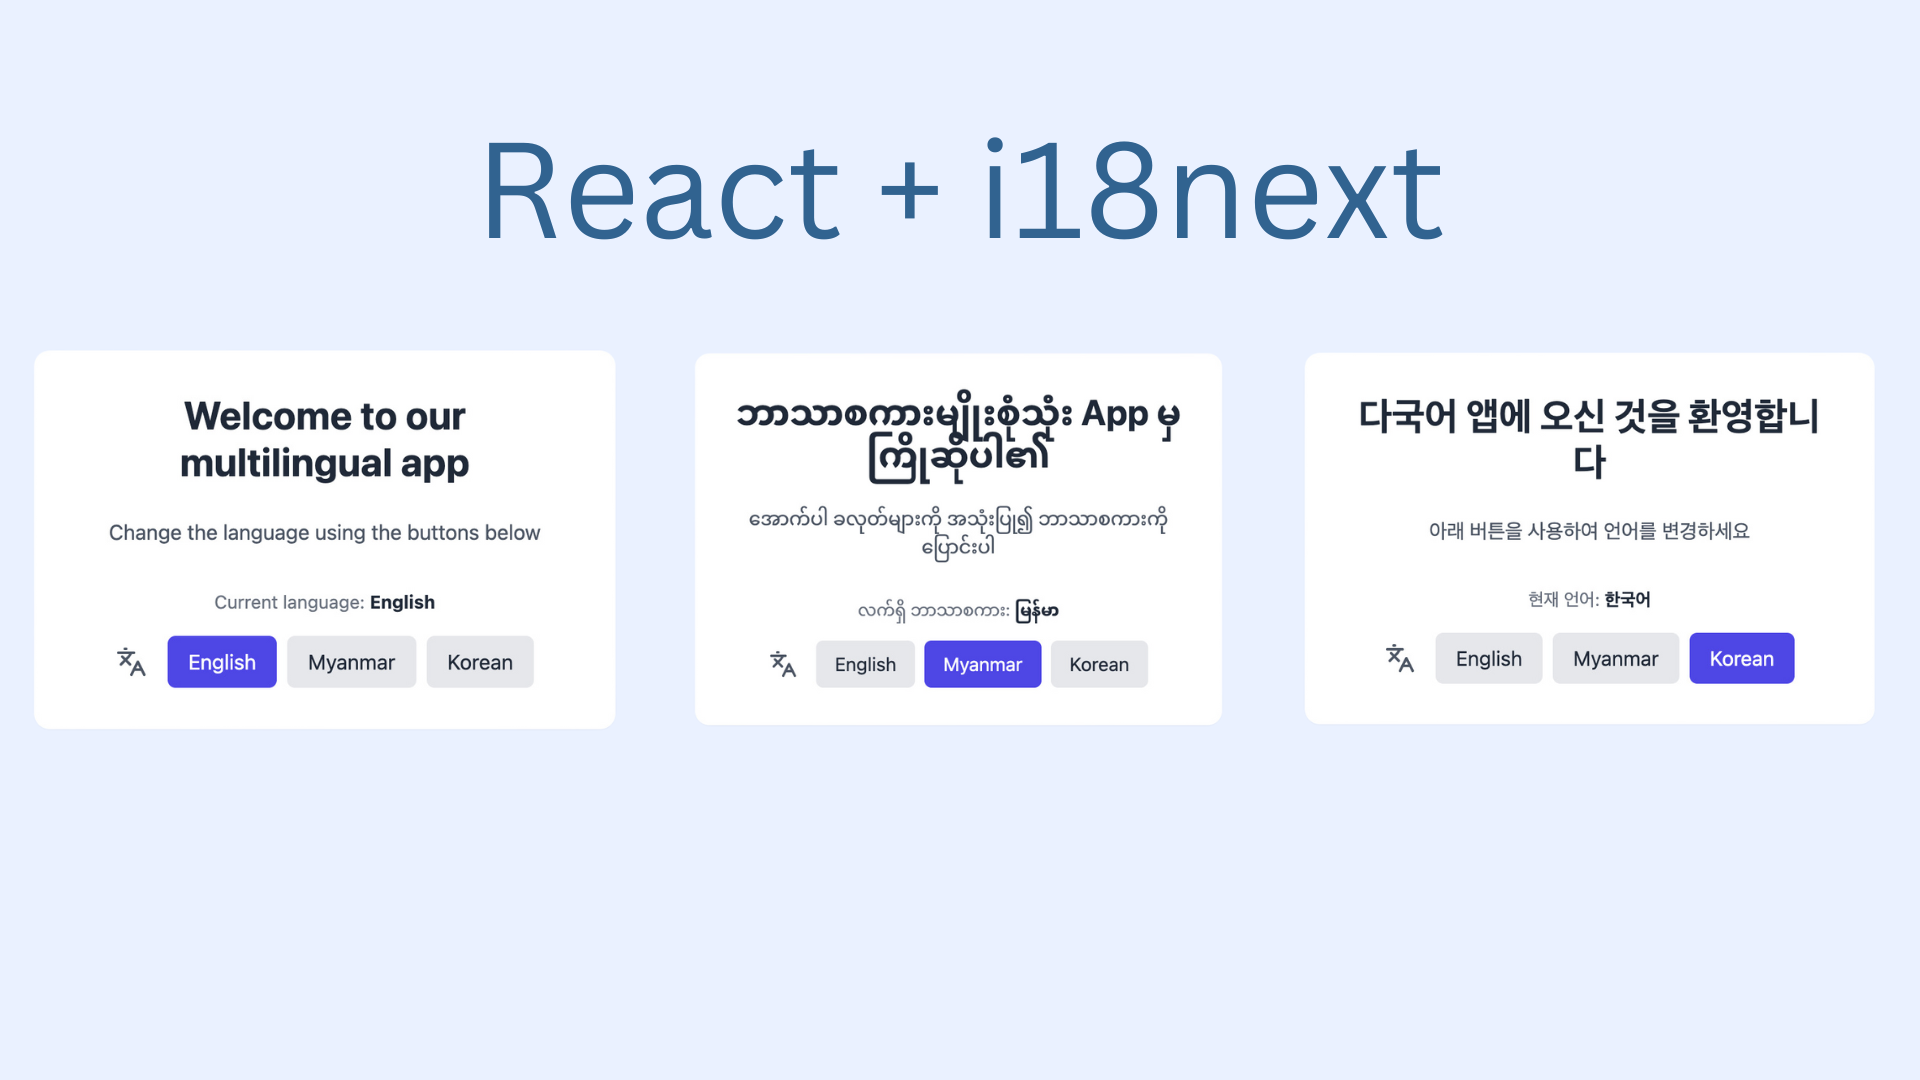 React + i18next
Welcome to our
multilingual app
Change the language using the buttons below
Current language: English
English
Myanmar
Korean
ဘာသာစကားမျိုးစုံသုံး App မှ
ကြိုဆိုပါ၏
အောက်ပါ ခလုတ်များကို အသုံးပြု၍ ဘာသာစကားကို
ပြောင်းပါ
လက်ရှိ ဘာသာစကား: မြန်မာ
English
Myanmar
Korean
다국어 앱에 오신 것을 환영합니
다
아래 버튼을 사용하여 언어를 변경하세요
현재 언어: 한국어
English
Myanmar
Korean